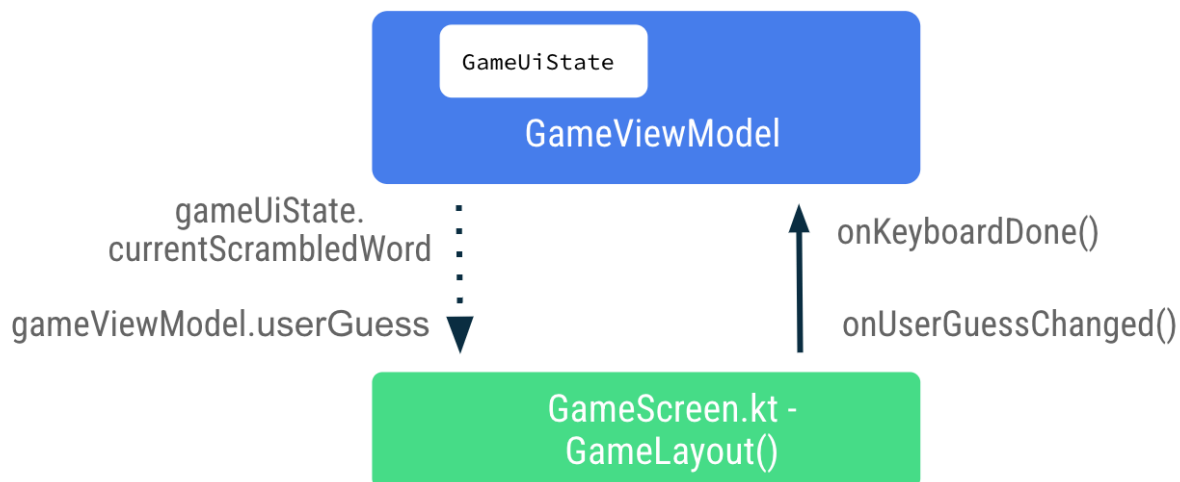 GameUiState
GameViewModel
gameUiState.
currentScrambledWord
gameViewModel.userGuess
onKeyboardDone()
onUserGuessChanged()
GameScreen.kt -
GameLayout()